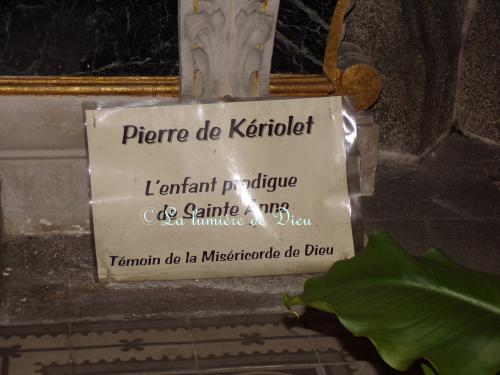 Pierre de Kériolet
L'enfant prodigue
de Sainte Anne
© La lumière de Dieu
Témoin de la Miséricorde de Dieu